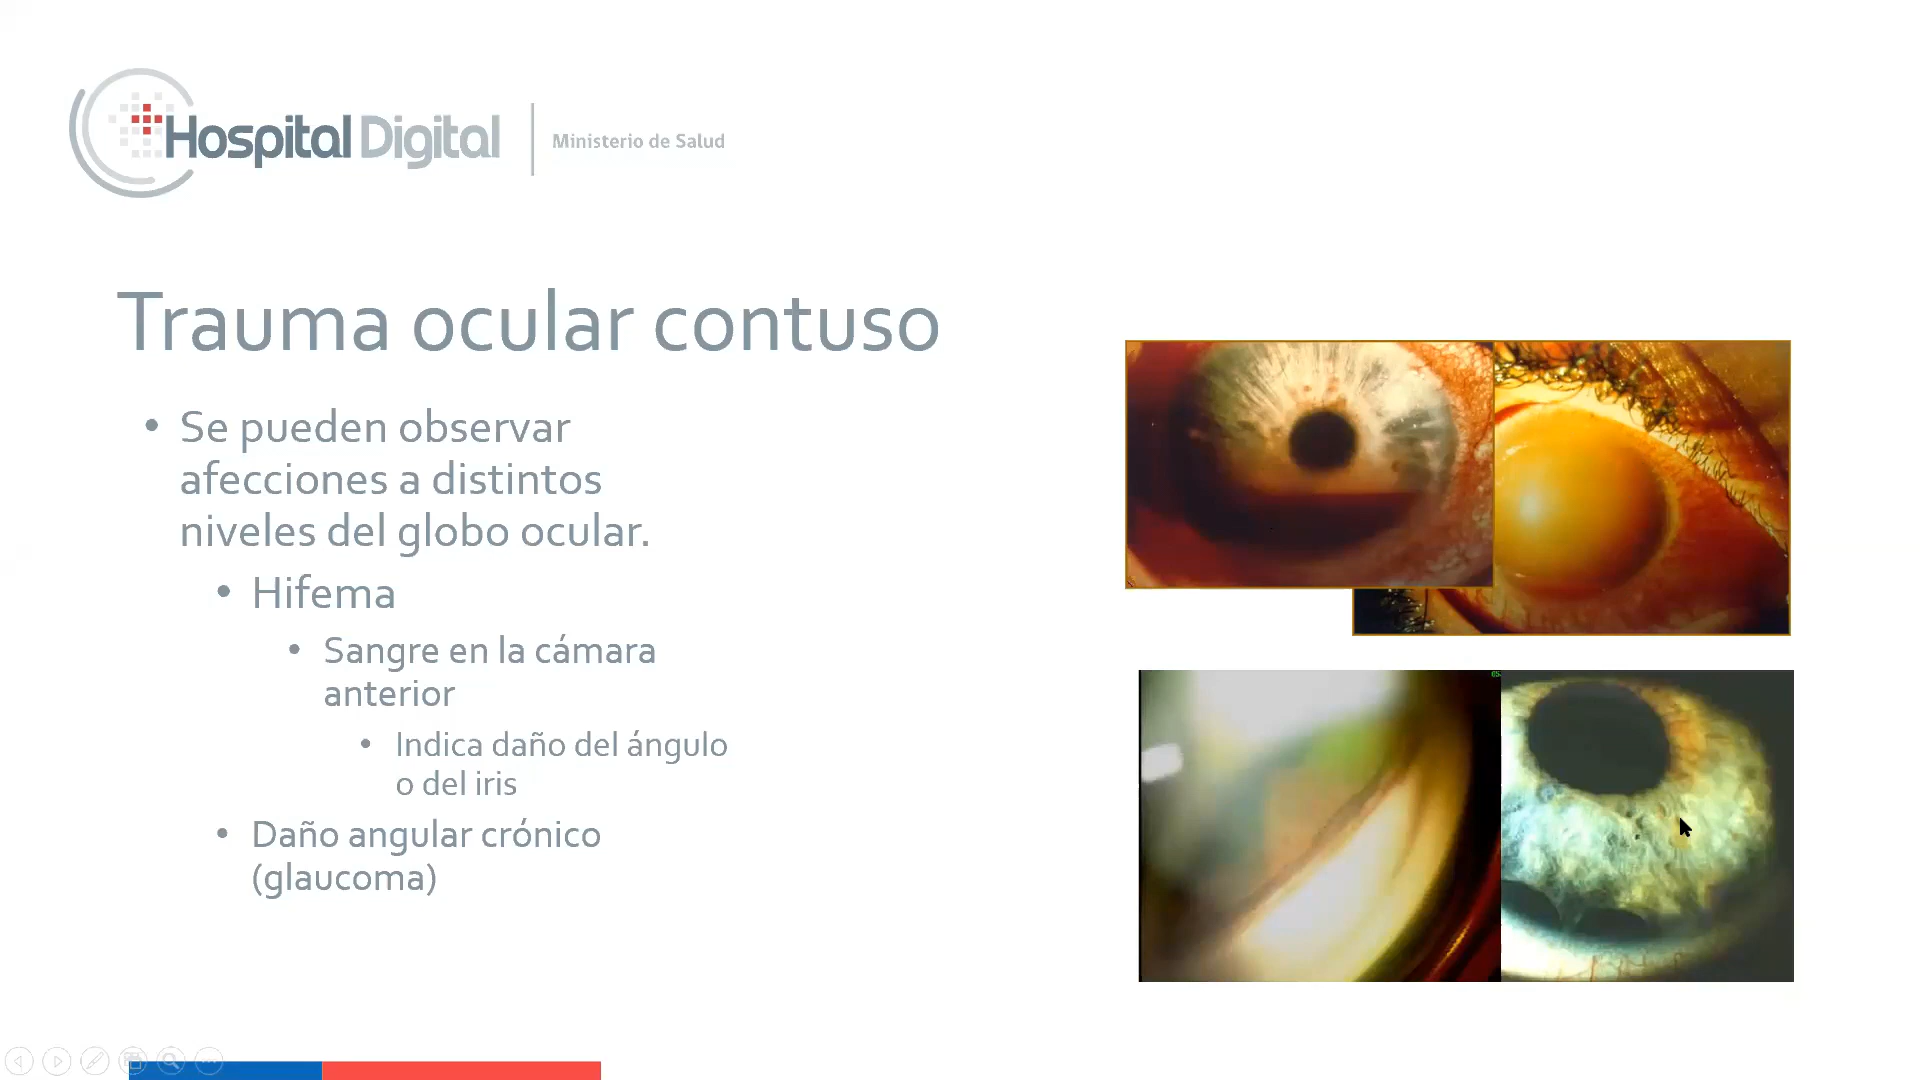 Hospital Digital
Ministerio de Salud
Trauma ocular contuso
• Se pueden observar
afecciones a distintos
niveles del globo ocular.
• Hifema
• Sangre en la cámara
anterior
• Indica daño del ángulo
o del iris
• Daño angular crónico
(glaucoma)